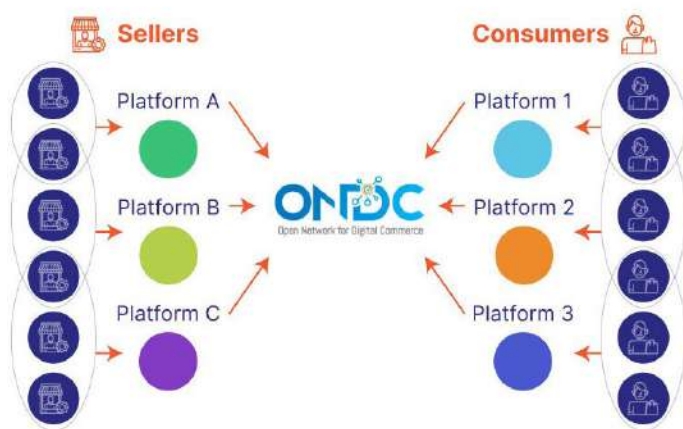 Sellers
Consumers
Platform A
Platform 1
Platform B
ONDC
Open Network for Digital Commerce
Platform 2
Platform C
Platform 3